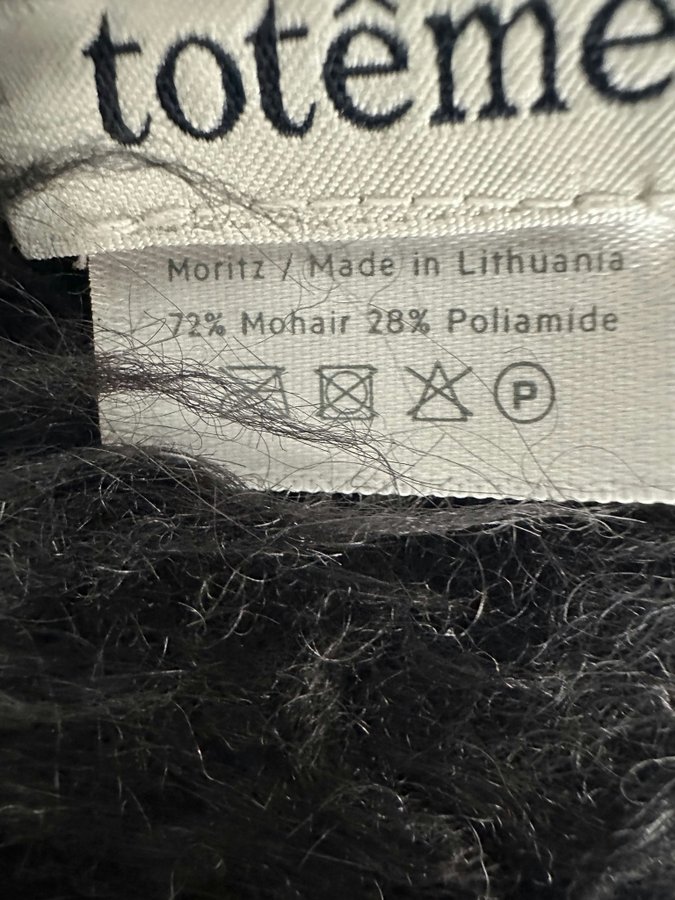 totême
Moritz / Made in Lithuania
72% Mohair 28% Poliamide
P